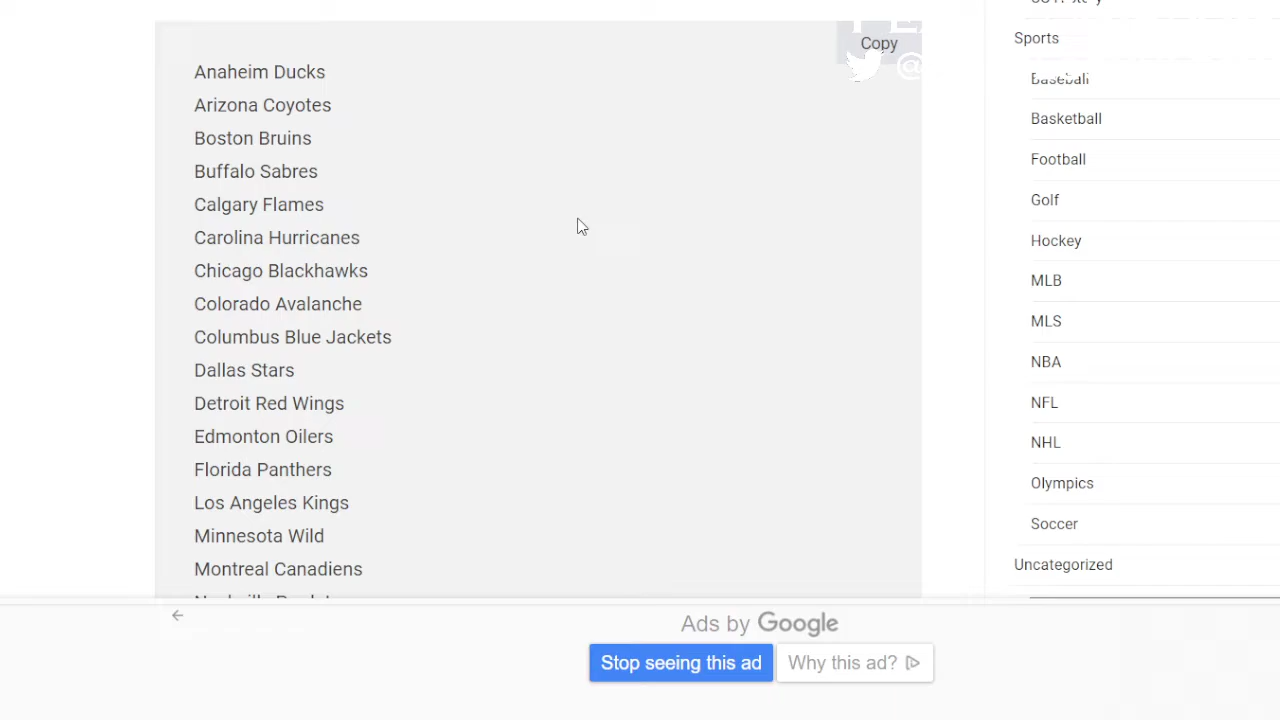 Copy
@
Anaheim Ducks
Arizona Coyotes
Boston Bruins
Buffalo Sabres
Calgary Flames
Carolina Hurricanes
Chicago Blackhawks
Colorado Avalanche
Columbus Blue Jackets
Dallas Stars
Detroit Red Wings
Edmonton Oilers
Florida Panthers
Los Angeles Kings
Minnesota Wild
Montreal Canadiens
Sports
Baseball
Basketball
Football
Golf
Hockey
MLB
MLS
NBA
NFL
NHL
Olympics
Soccer
Uncategorized
Ads by Google
Stop seeing this ad
Why this ad?